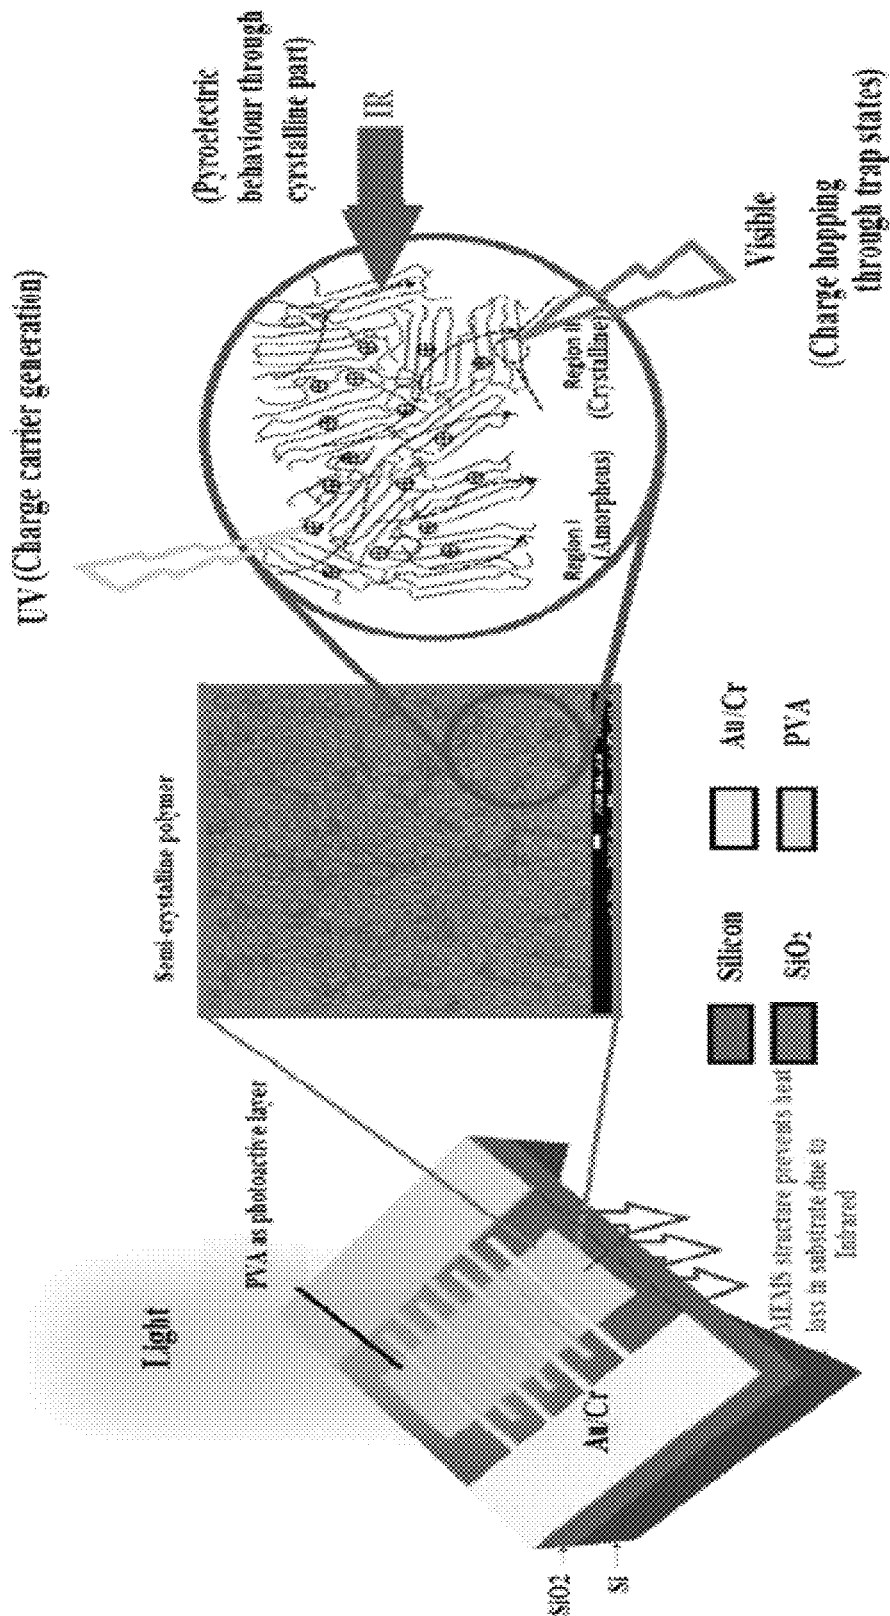 Light
PVA as photoactive layer
Au/Cr
SiO2
Si
MEMS structure prevents heat
loss in substrate due to
Infrared
Semi-crystalline polymer
Silicon
Au/Cr
SiO₂
PVA
UV (Charge carrier generation)
Region I
(Amorphous)
Region II
(Crystalline)
(Pyroelectric
behaviour through
cyrstalline part)
IR
Visible
(Charge hopping
through trap states)